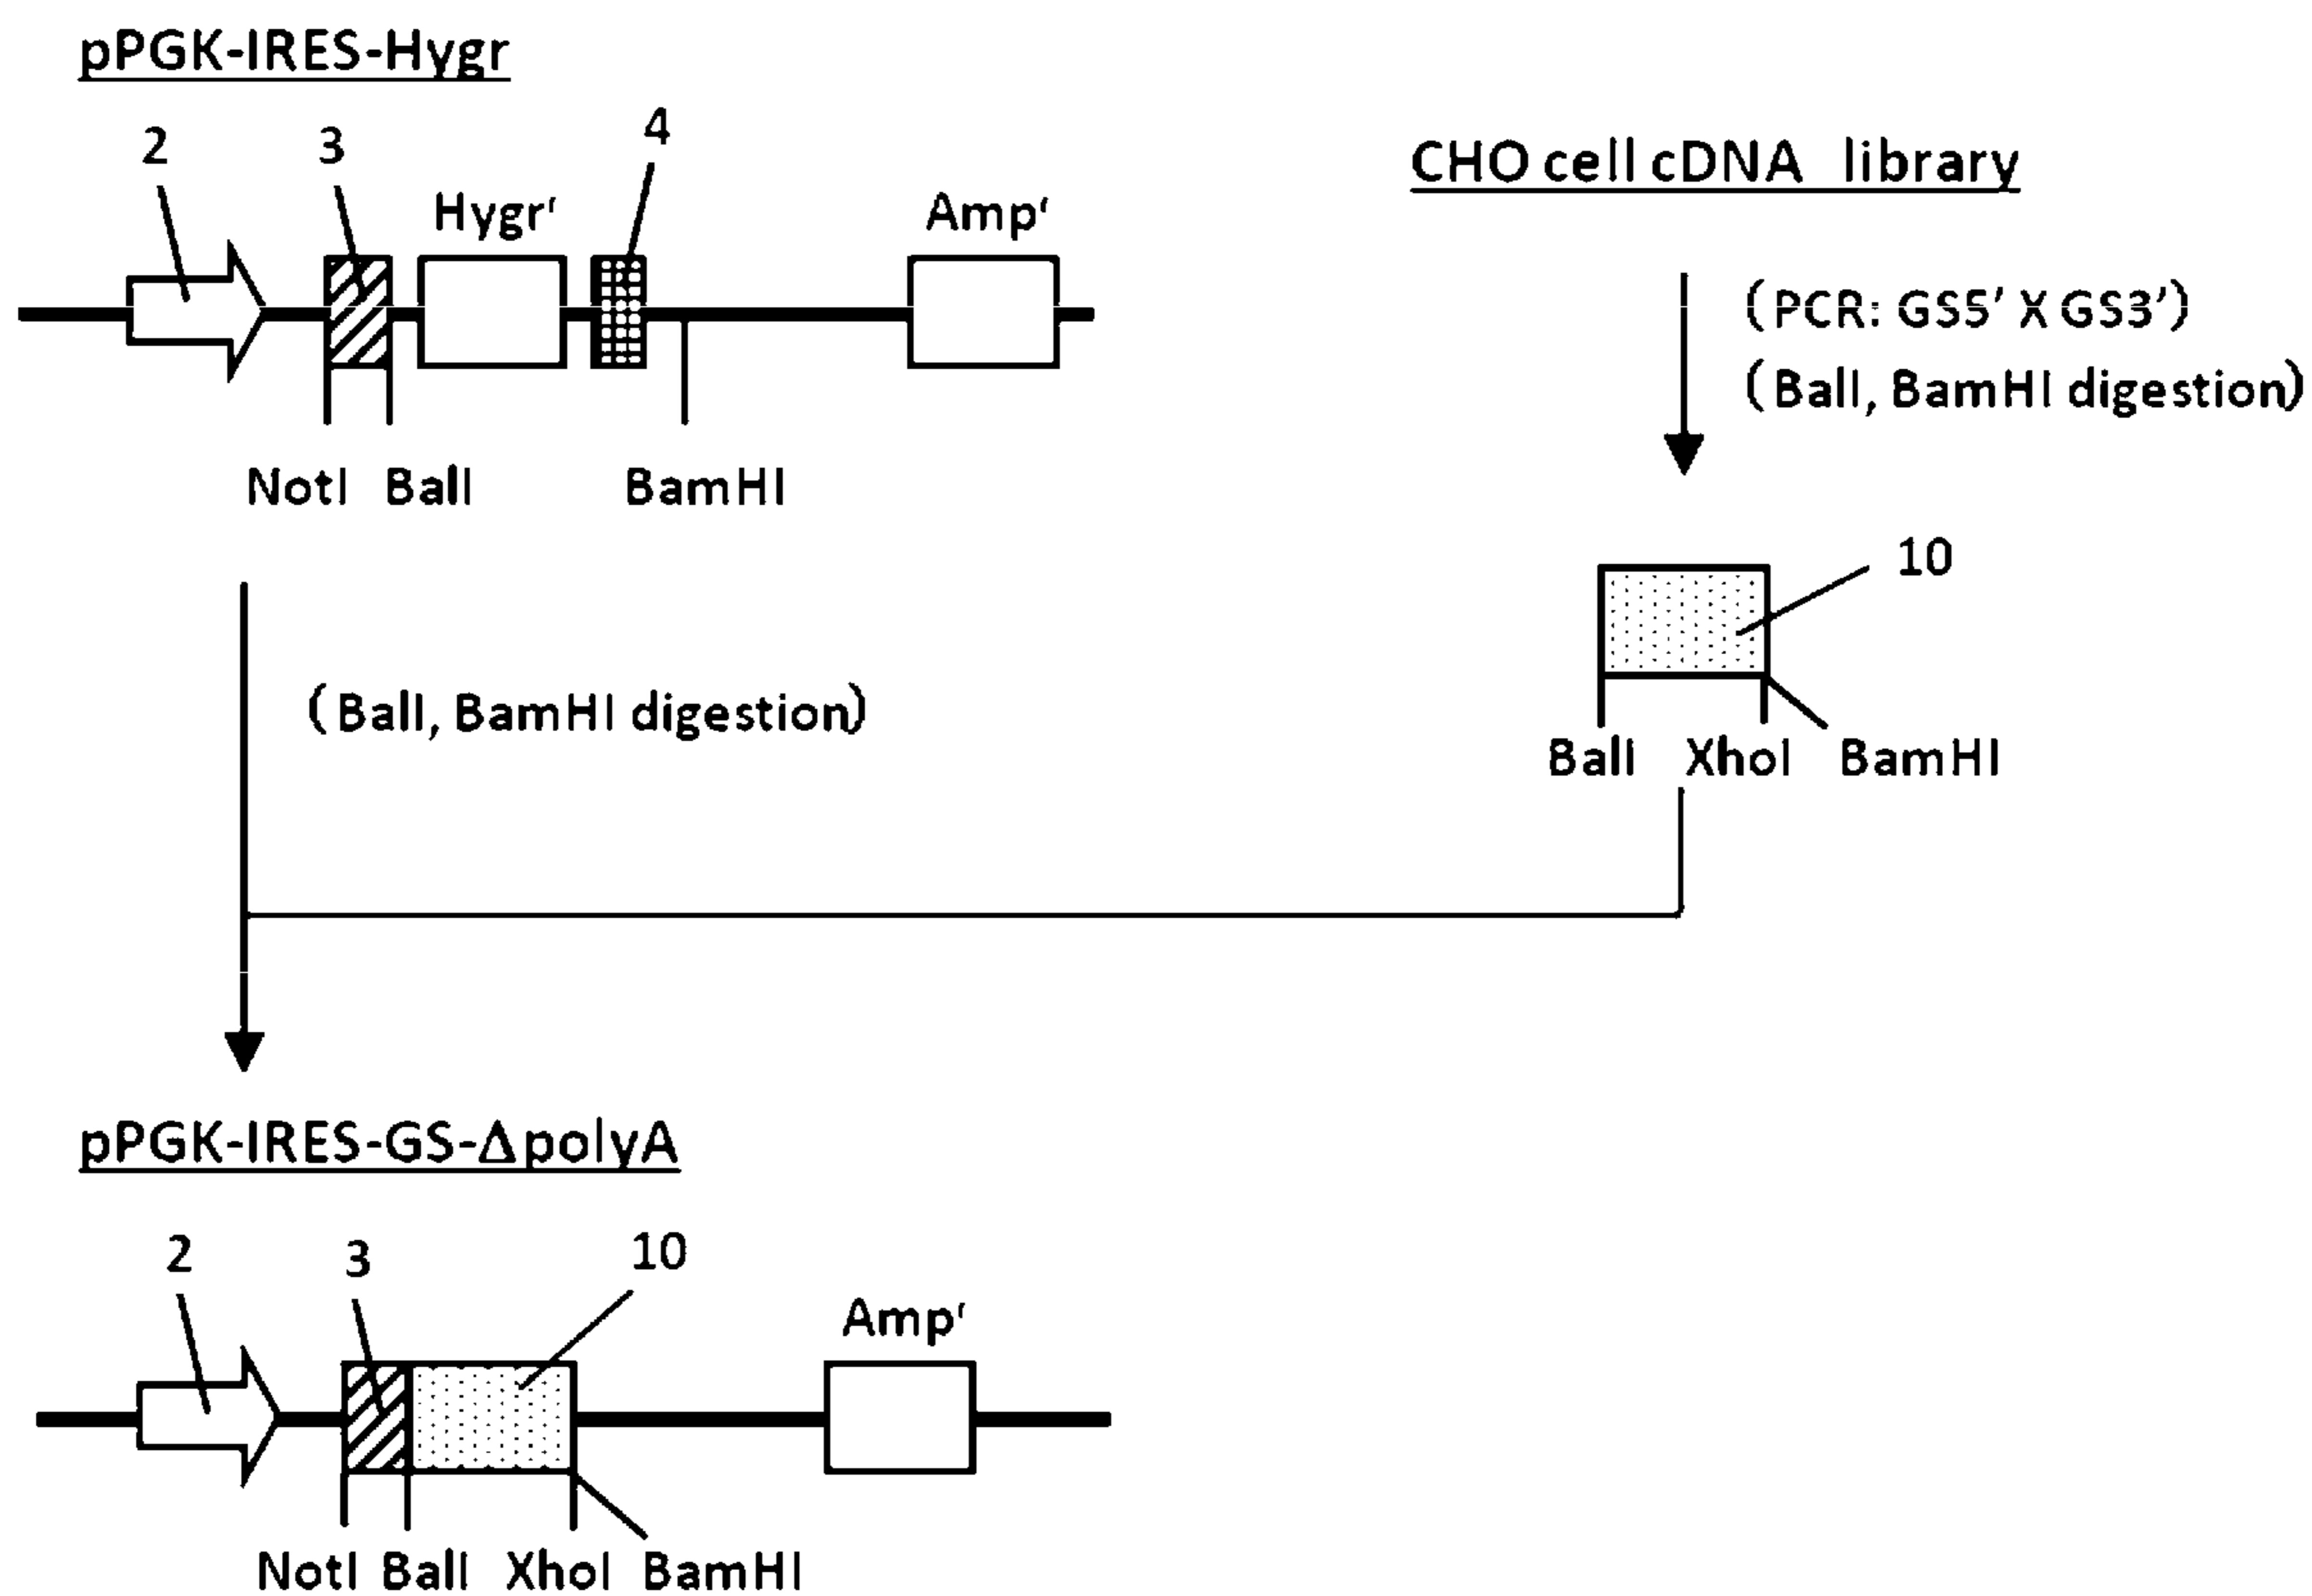 pPGK-IRES-Hygr
2 3 4
Hygrʳ Ampʳ
NotI BalI BamHI
(BalI, BamHI digestion)
CHO cell cDNA library
(PCR: GS5' X GS3')
(BalI, BamHI digestion)
10
BalI XhoI BamHI
pPGK-IRES-GS-ΔpolyA
2 3 10
Ampʳ
NotI BalI XhoI BamHI